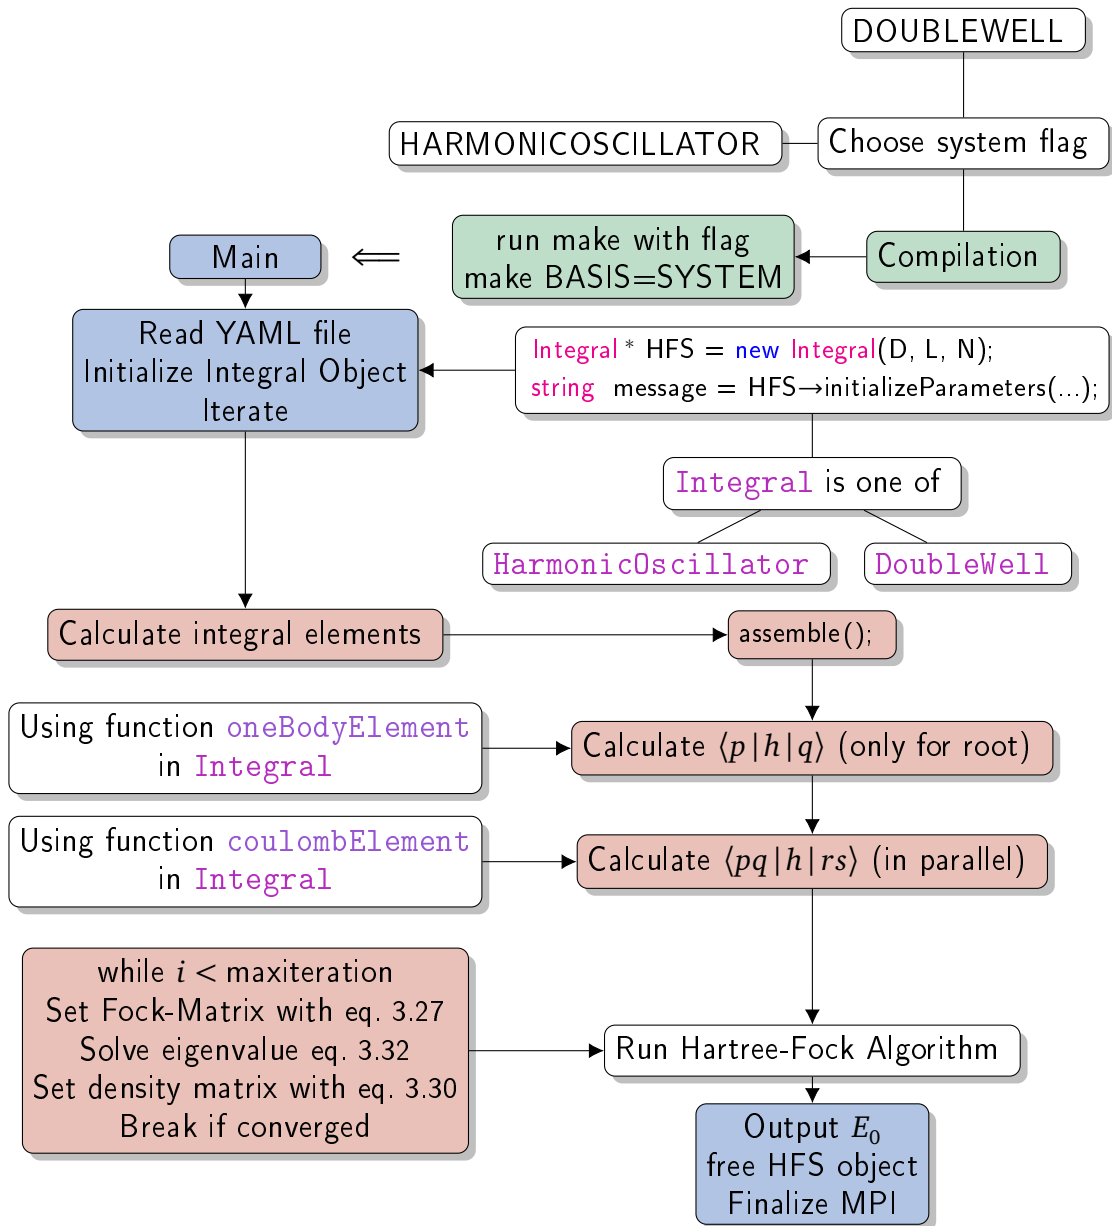 DOUBLEWELL
HARMONICOSCILLATOR
Choose system flag
Main
⇐
run make with flag
make BASIS=SYSTEM
Compilation
Read YAML file
Initialize Integral Object
Iterate
Integral * HFS = new Integral(D, L, N);
string message = HFS→initializeParameters(...);
Integral is one of
HarmonicOscillator
DoubleWell
Calculate integral elements
assemble();
Using function oneBodyElement
in Integral
Calculate ⟨p|h|q⟩ (only for root)
Using function coulombElement
in Integral
Calculate ⟨pq|h|rs⟩ (in parallel)
while i < maxiteration
Set Fock-Matrix with eq. 3.27
Solve eigenvalue eq. 3.32
Set density matrix with eq. 3.30
Break if converged
Run Hartree-Fock Algorithm
Output E₀
free HFS object
Finalize MPI